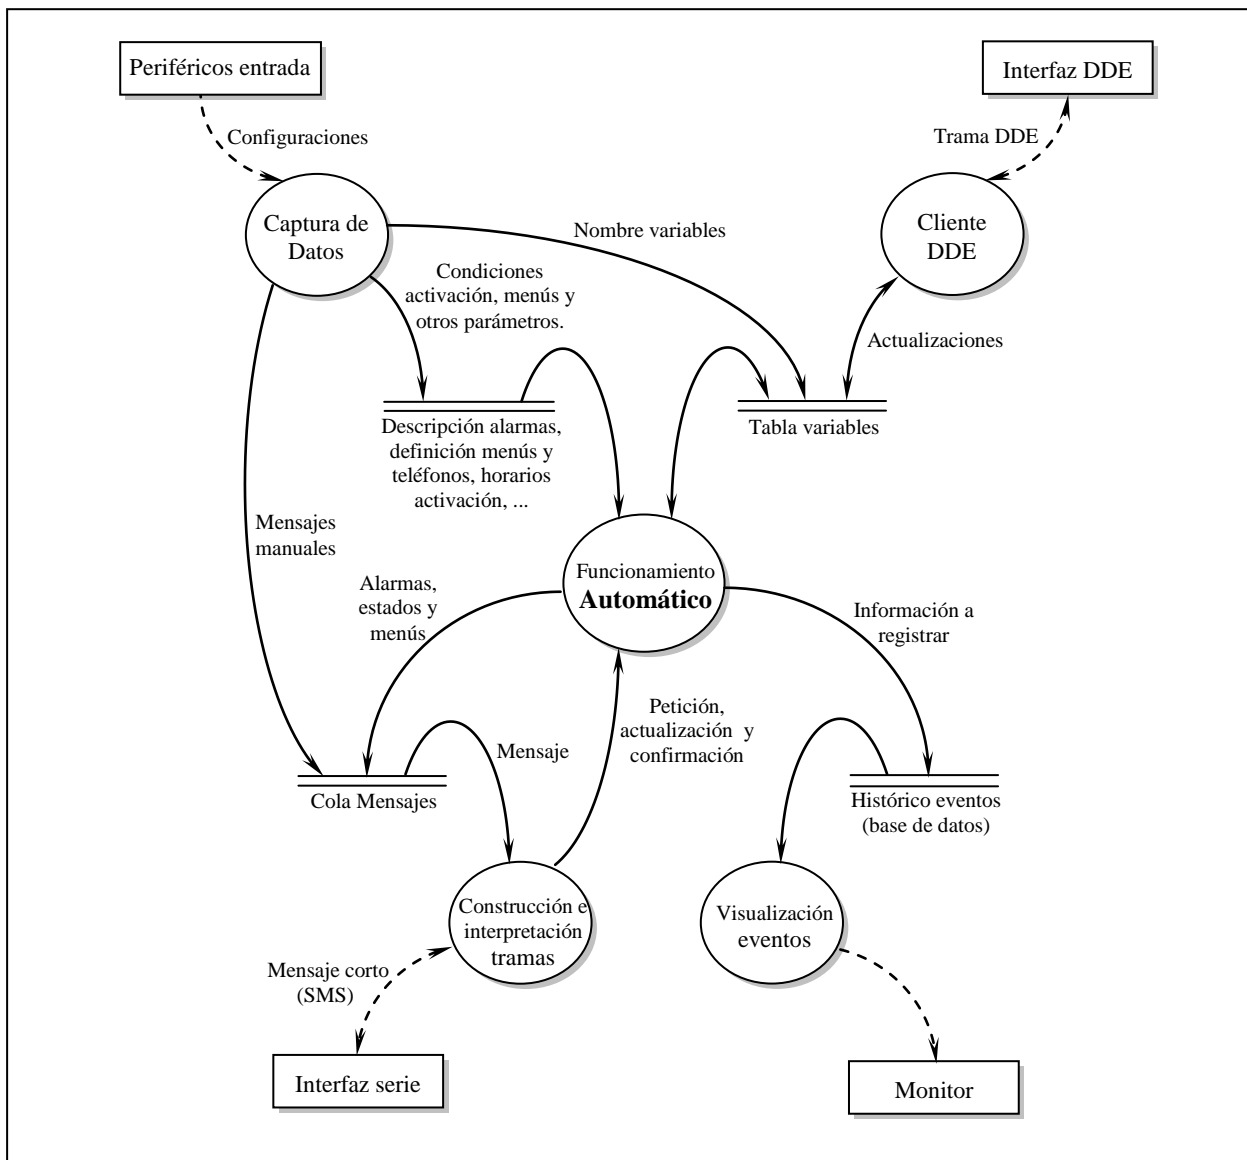 Periféricos entrada
Interfaz DDE
Configuraciones
Trama DDE
Captura de
Datos
Nombre variables
Cliente
DDE
Condiciones
activación, menús y
otros parámetros.
Actualizaciones
Descripción alarmas,
definición menús y
teléfonos, horarios
activación, ...
Tabla variables
Mensajes
manuales
Funcionamiento
Automático
Alarmas,
estados y
menús
Información a
registrar
Petición,
actualización y
confirmación
Mensaje
Cola Mensajes
Histórico eventos
(base de datos)
Construcción e
interpretación
tramas
Visualización
eventos
Mensaje corto
(SMS)
Interfaz serie
Monitor